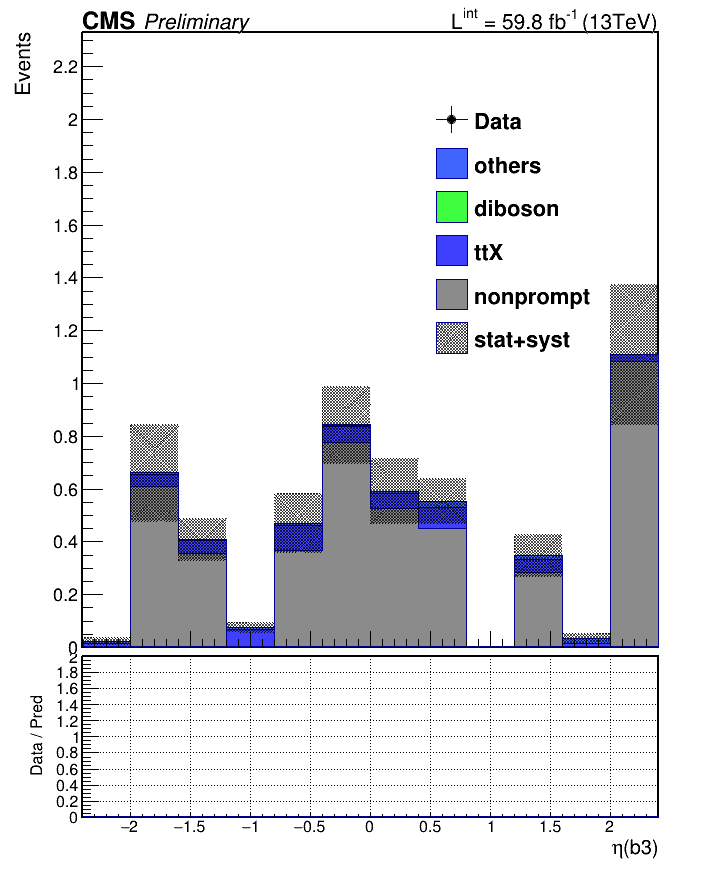 CMS Preliminary L^int = 59.8 fb^-1 (13TeV)
Events
2.2
2
1.8
1.6
1.4
1.2
1
0.8
0.6
0.4
0.2
0
Data
others
diboson
ttX
nonprompt
stat+syst
Data / Pred
2
1.8
1.6
1.4
1.2
1
0.8
0.6
0.4
0.2
0
−2 −1.5 −1 −0.5 0 0.5 1 1.5 2
η(b3)